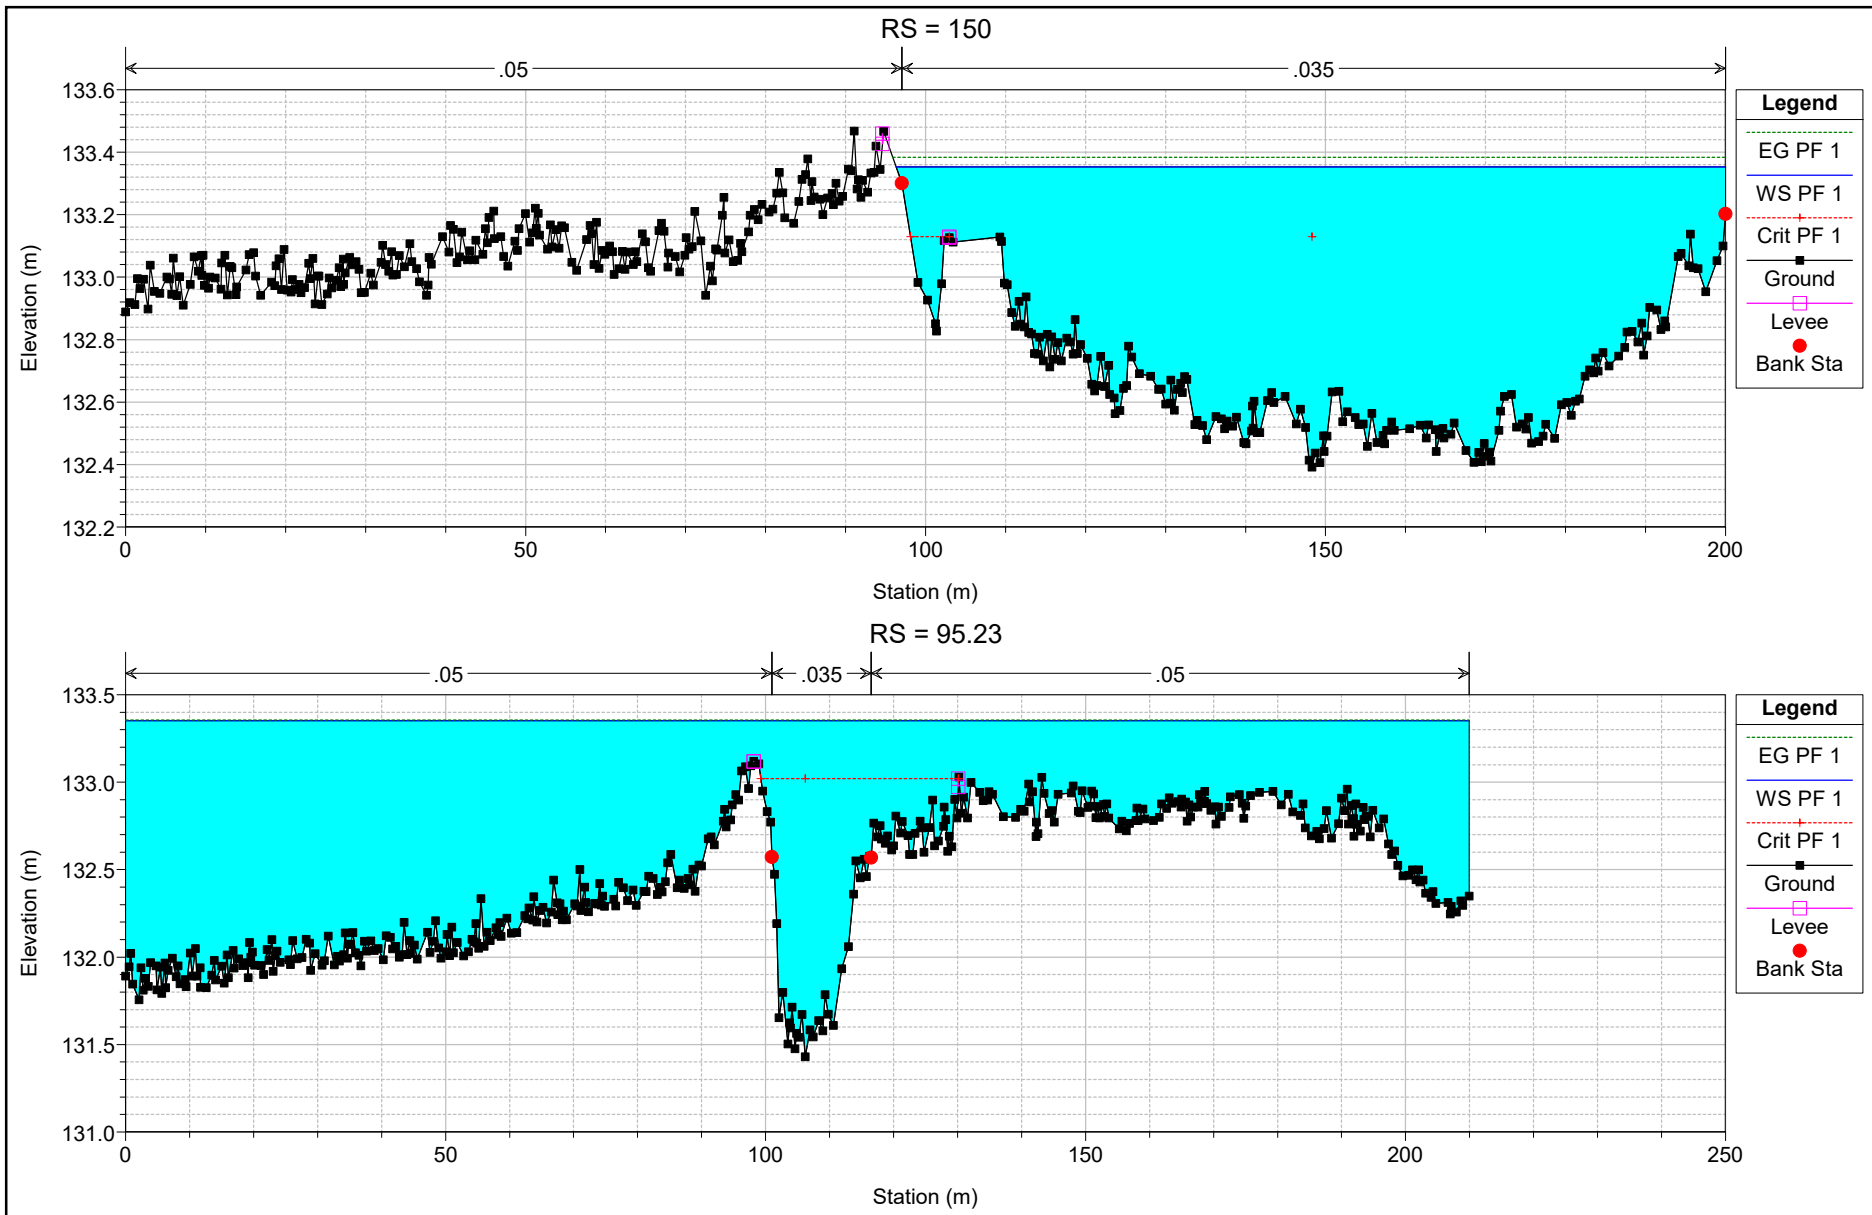 RS = 150
.05 .035
133.6
133.4
133.2
133.0
132.8
132.6
132.4
132.2
Elevation (m)
0 50 100 150 200
Station (m)
Legend
EG PF 1
WS PF 1
Crit PF 1
Ground
Levee
Bank Sta
RS = 95.23
.05 .035 .05
133.5
133.0
132.5
132.0
131.5
131.0
Elevation (m)
0 50 100 150 200 250
Station (m)
Legend
EG PF 1
WS PF 1
Crit PF 1
Ground
Levee
Bank Sta